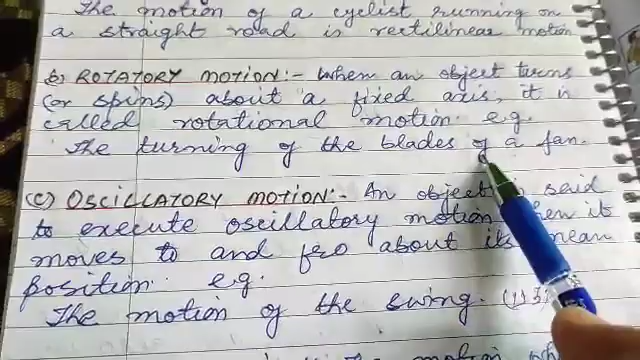 The motion of a cyclist running on
a straight road is rectilinear motion
b) ROTATORY MOTION:- When an object turns
(or spins) about a fixed axis, it is
called rotational motion. e.g.
The turning of the blades of a fan.
(C) OSCILLATORY MOTION:- An object is said
to execute oscillatory motion when its
moves to and fro about its mean
position. e.g.
The motion of the swing.
motion